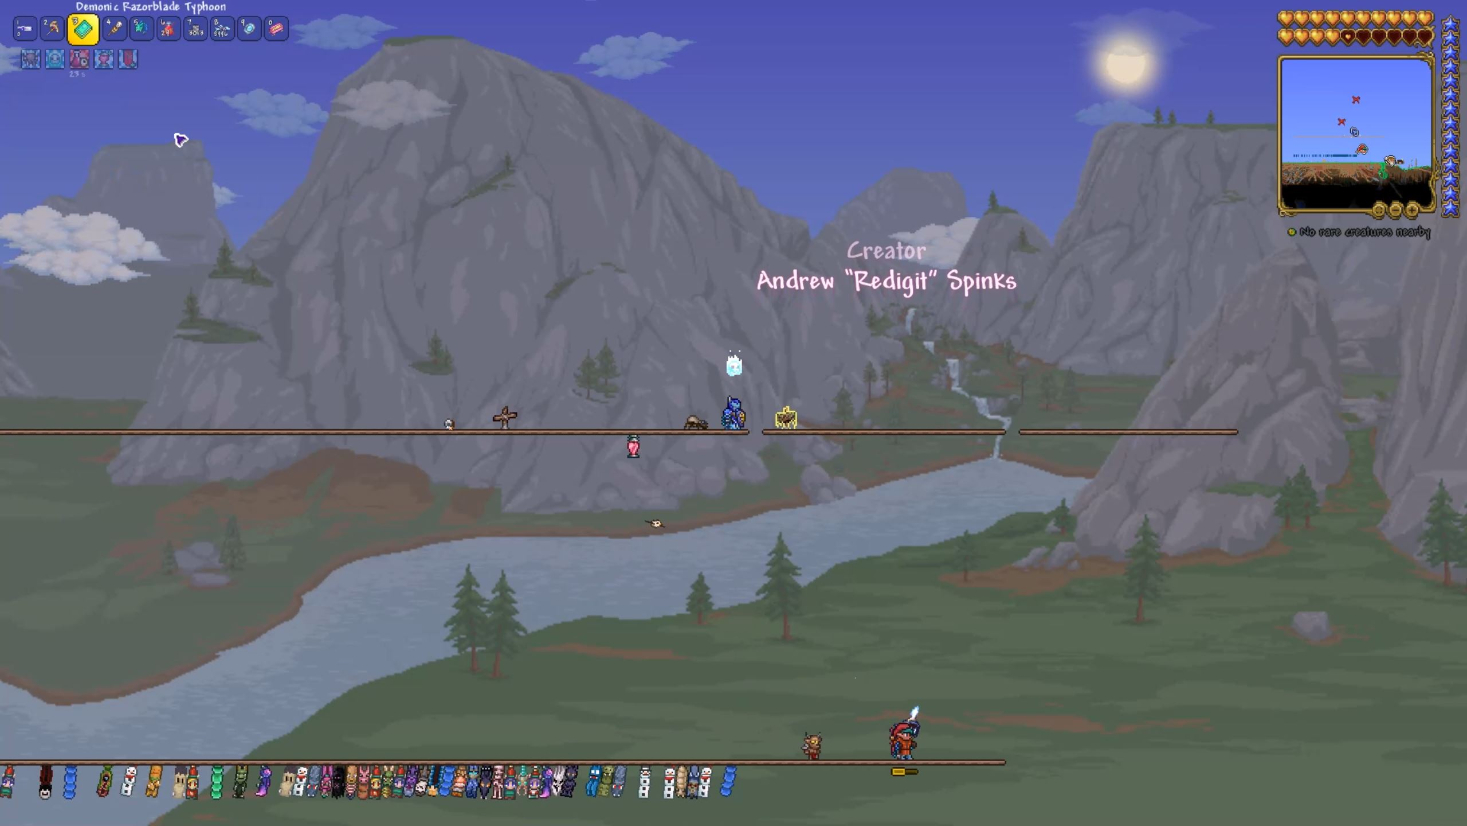 Demonic Razorblade Typhoon
Creator
Andrew "Redigit" Spinks
No rare creatures nearby